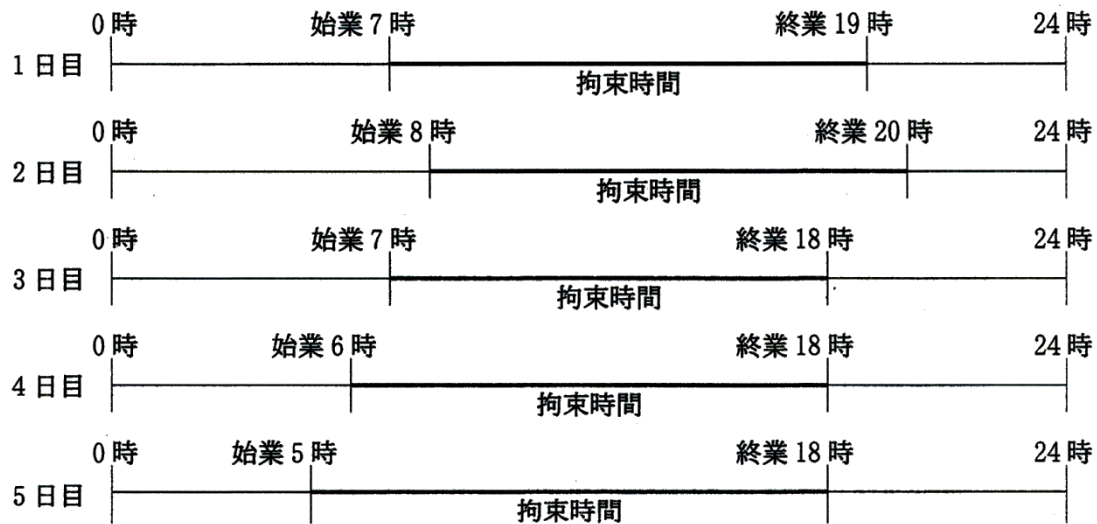 0時 始業7時 終業19時 24時
1日目
拘束時間
0時 始業8時 終業20時 24時
2日目
拘束時間
0時 始業7時 終業18時 24時
3日目
拘束時間
0時 始業6時 終業18時 24時
4日目
拘束時間
0時 始業5時 終業18時 24時
5日目
拘束時間